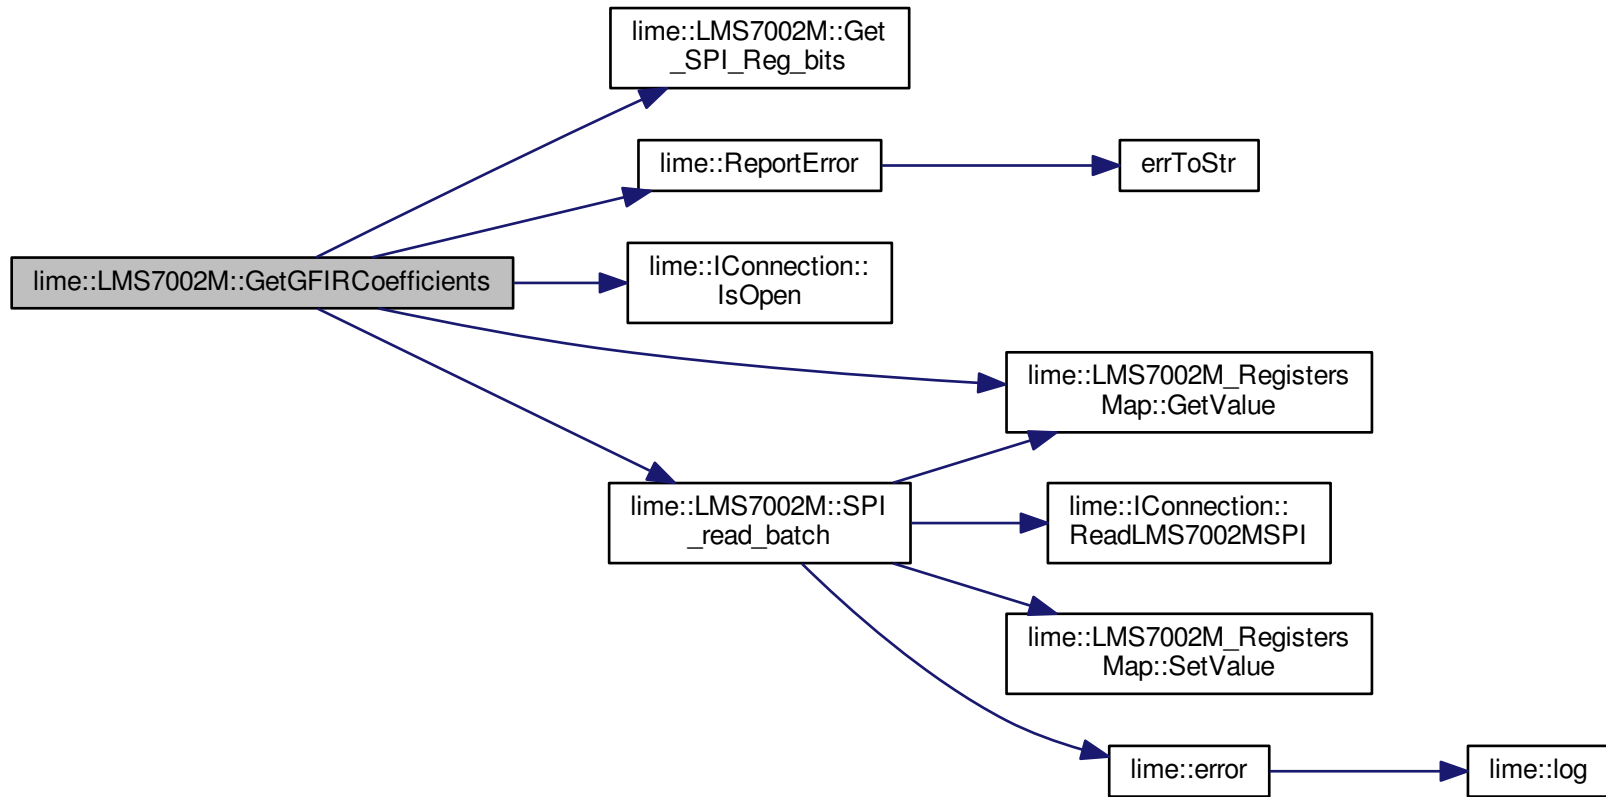 lime::LMS7002M::Get
_SPI_Reg_bits
lime::ReportError
errToStr
lime::LMS7002M::GetGFIRCoefficients
lime::IConnection::
IsOpen
lime::LMS7002M_Registers
Map::GetValue
lime::LMS7002M::SPI
_read_batch
lime::IConnection::
ReadLMS7002MSPI
lime::LMS7002M_Registers
Map::SetValue
lime::error
lime::log